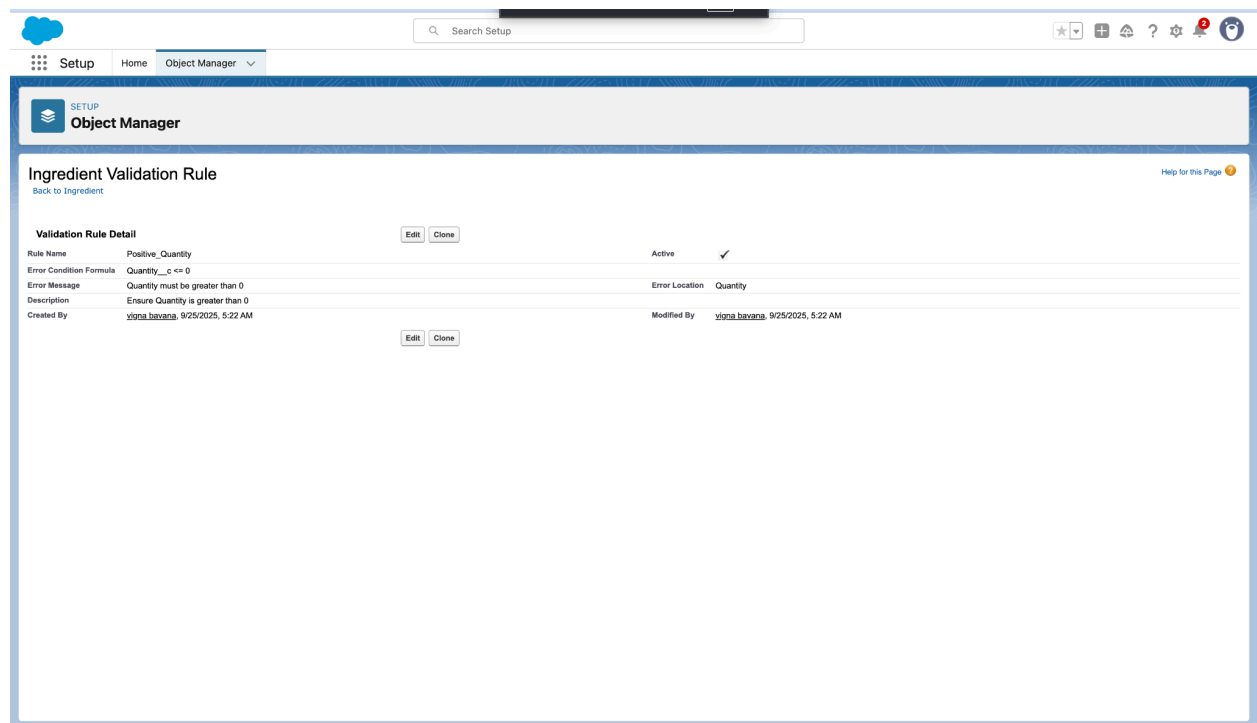 Search Setup
2
Setup Home Object Manager
SETUP
Object Manager
Ingredient Validation Rule
Help for this Page ?
Back to Ingredient
Validation Rule Detail Edit Clone
Rule Name Positive_Quantity Active
Error Condition Formula Quantity__c <= 0
Error Message Quantity must be greater than 0 Error Location Quantity
Description Ensure Quantity is greater than 0
Created By vigna bavana, 9/25/2025, 5:22 AM Modified By vigna bavana, 9/25/2025, 5:22 AM
Edit Clone